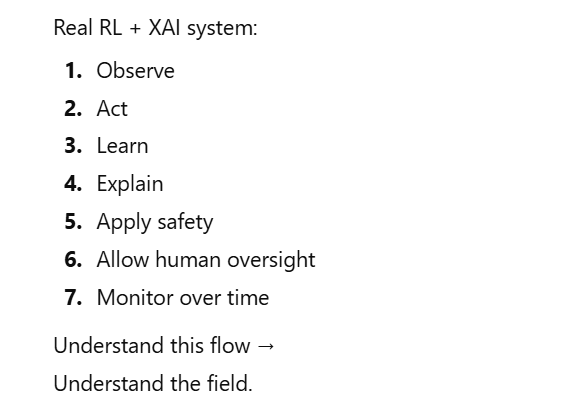 Real RL + XAI system:
1. Observe
2. Act
3. Learn
4. Explain
5. Apply safety
6. Allow human oversight
7. Monitor over time
Understand this flow →
Understand the field.